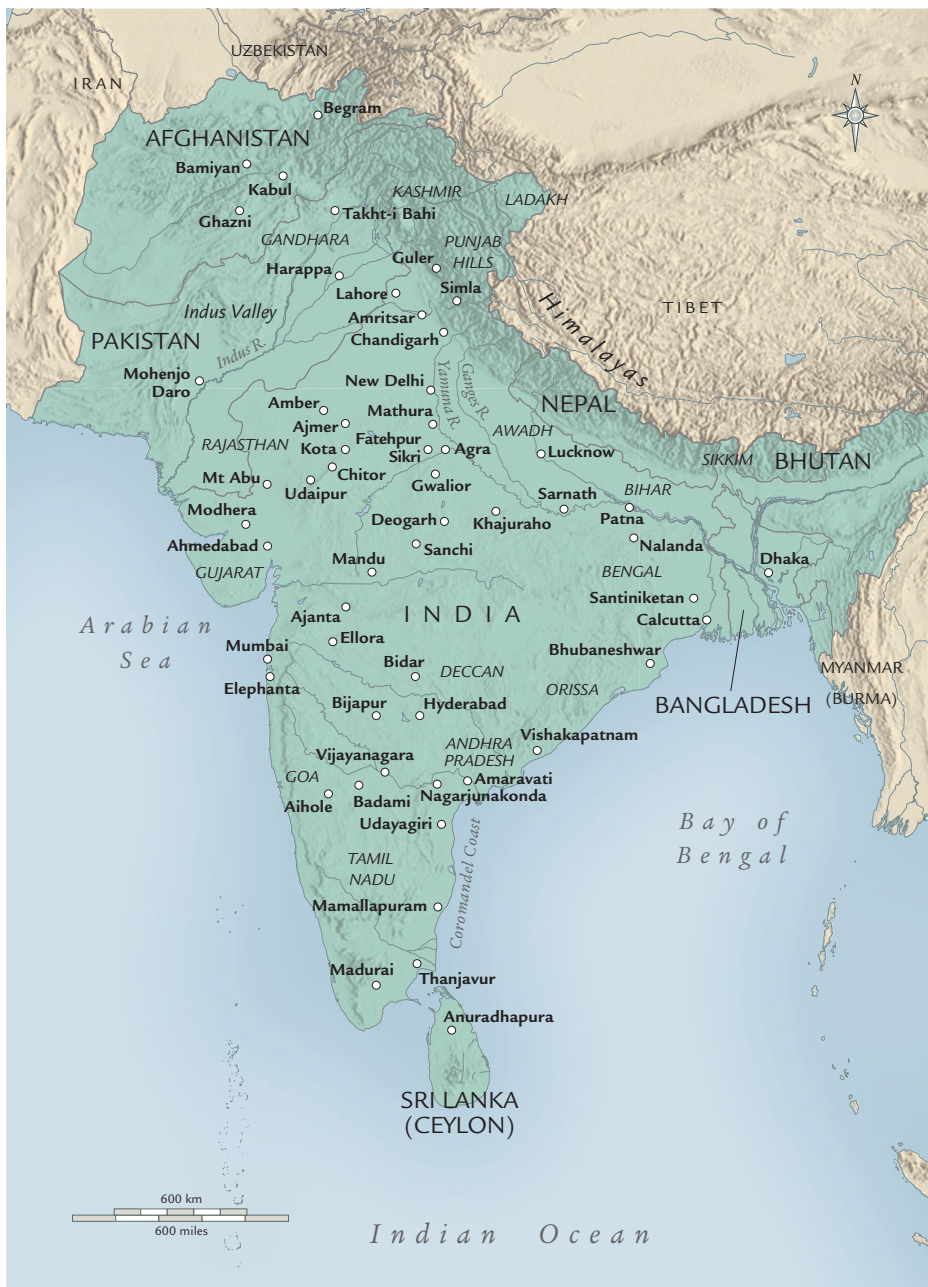 UZBEKISTAN
IRAN
N
Begram
AFGHANISTAN
Bamiyan
Kabul
KASHMIR
LADAKH
Ghazni
Takht-i Bahi
GANDHARA
PUNJAB
HILLS
Guler
Harappa
Simla
Lahore
Himalayas
TIBET
Indus Valley
Amritsar
Chandigarh
PAKISTAN
Indus R.
Mohenjo
Daro
New Delhi
Yamuna R.
Ganges R.
NEPAL
Amber
Mathura
Ajmer
AWADH
RAJASTHAN
Kota
Fatehpur
Sikri
Agra
Lucknow
SIKKIM
BHUTAN
Chitor
Mt Abu
Udaipur
Gwalior
Sarnath
BIHAR
Modhera
Deogarh
Khajuraho
Patna
Ahmedabad
Sanchi
Nalanda
Mandu
Dhaka
GUJARAT
BENGAL
Santiniketan
Ajanta
INDIA
Calcutta
Arabian
Sea
Ellora
Mumbai
Bhubaneshwar
Bidar
DECCAN
MYANMAR
(BURMA)
Elephanta
ORISSA
BANGLADESH
Bijapur
Hyderabad
Vishakapatnam
ANDHRA
PRADESH
Vijayanagara
GOA
Amaravati
Badami
Nagarjunakonda
Aihole
Udayagiri
Bay of
Bengal
Coromandel Coast
TAMIL
NADU
Mamallapuram
Madurai
Thanjavur
Anuradhapura
SRI LANKA
(CEYLON)
600 km
600 miles
Indian Ocean